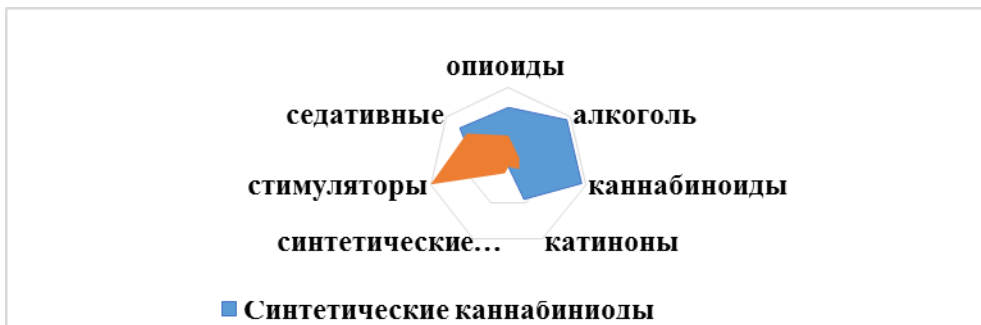 опиоиды
седативные
алкоголь
стимуляторы
каннабиноиды
синтетические…
катиноны
Синтетические каннабиниоды